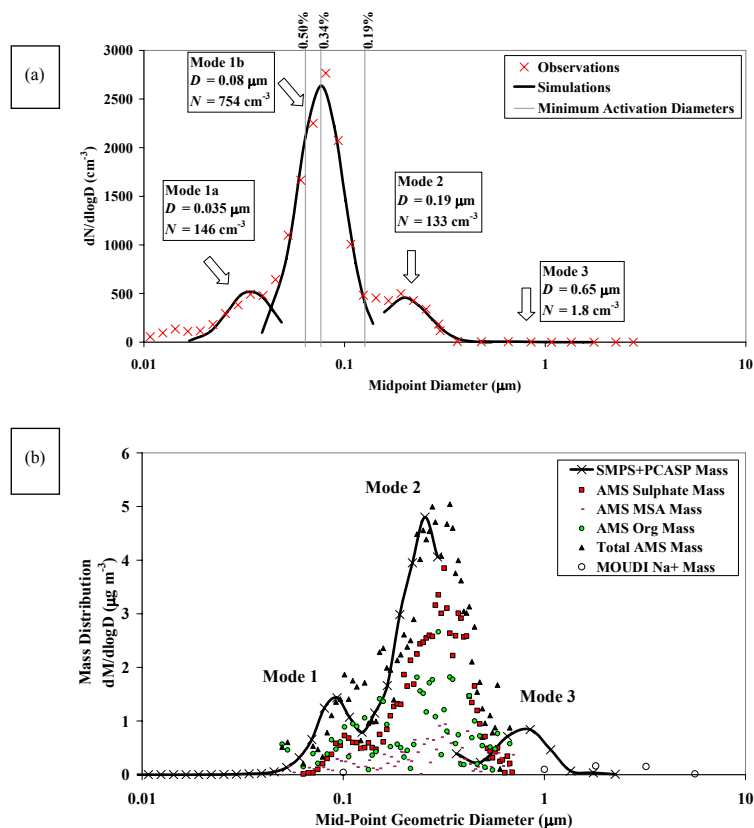 0.50%
0.34%
0.19%
(a)
3000
2500
2000
1500
1000
500
0
dN/dlogD (cm-3)
Mode 1b
D = 0.08 μm
N = 754 cm-3
Observations
Simulations
Minimum Activation Diameters
Mode 1a
D = 0.035 μm
N = 146 cm-3
Mode 2
D = 0.19 μm
N = 133 cm-3
Mode 3
D = 0.65 μm
N = 1.8 cm-3
0.01
0.1
1
10
Midpoint Diameter (μm)
(b)
6
5
4
3
2
1
0
Mass Distribution
dM/dlogD (μg m-3)
Mode 1
Mode 2
Mode 3
SMPS+PCASP Mass
AMS Sulphate Mass
AMS MSA Mass
AMS Org Mass
Total AMS Mass
MOUDI Na+ Mass
0.01
0.1
1
10
Mid-Point Geometric Diameter (μm)